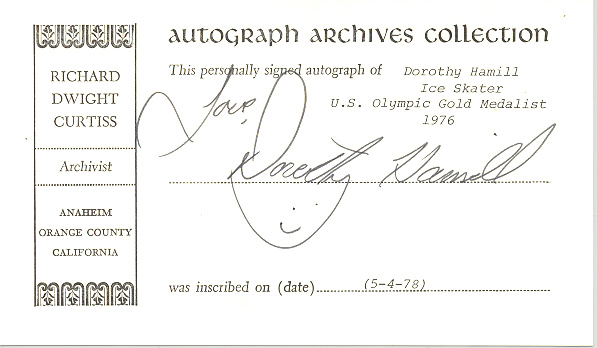 AUTOGRAPH ARCHIVES COLLECTION
RICHARD
DWIGHT
CURTISS
Archivist
ANAHEIM
ORANGE COUNTY
CALIFORNIA
This personally signed autograph of Dorothy Hamill
Ice Skater
U.S. Olympic Gold Medalist
1976
Love,
Dorothy Hamill
was inscribed on (date) (5-4-78)